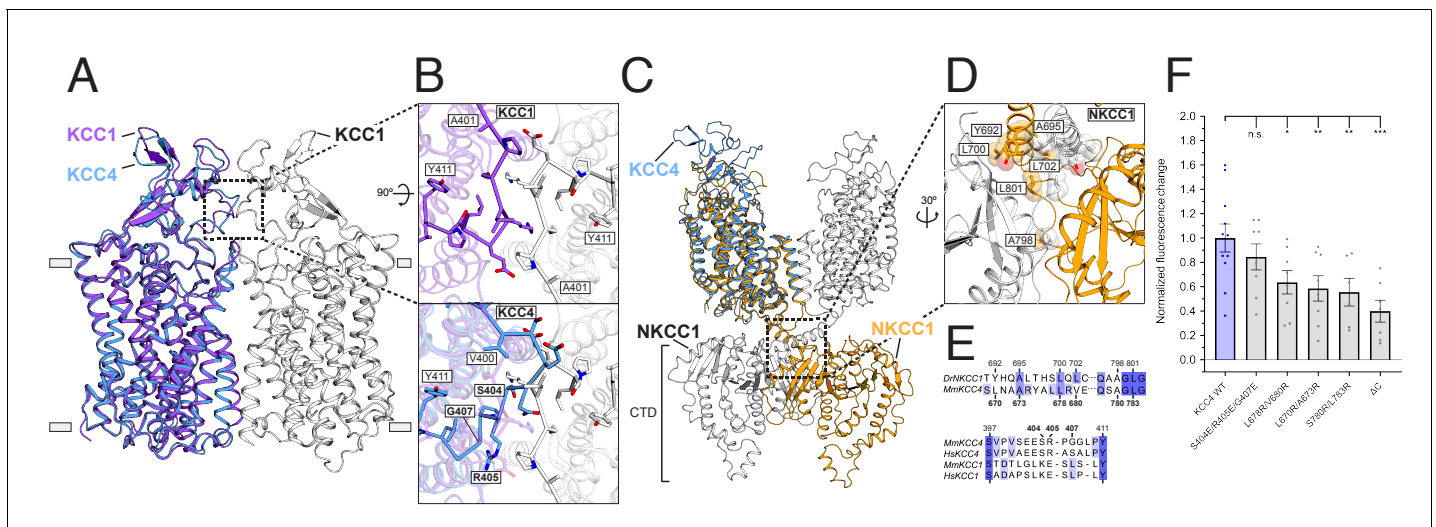 A
KCC1
KCC4
KCC1
B
KCC1
A401
Y411
90º
Y411
A401
KCC4
V400
Y411
S404
G407
R405
C
KCC4
NKCC1
NKCC1
CTD
D
NKCC1
Y692
A695
L700
L702
L801
A798
30º
E
692 695 700 702 798 801
DrNKCC1 TYHQALTHSLQLC···QAAGLG
MmKCC4 SLNAARYALLRVE···QSAGLG
670 673 678 680 780 783
397 404 405 407 411
MmKCC4 SVPVSEESR-PGGLPY
HsKCC4 SVPVAEESR-ASALPY
MmKCC1 STDTLGLKE-SLS-LY
HsKCC1 SADAPSLKE-SLP-LY
F
Normalized fluorescence change
2.0
1.8
1.6
1.4
1.2
1.0
0.8
0.6
0.4
0.2
0.0
n.s. * ** ** ***
KCC4 WT
S404E/R405E/G407E
L678R/V680R
L670R/A673R
S780R/L783R
ΔC